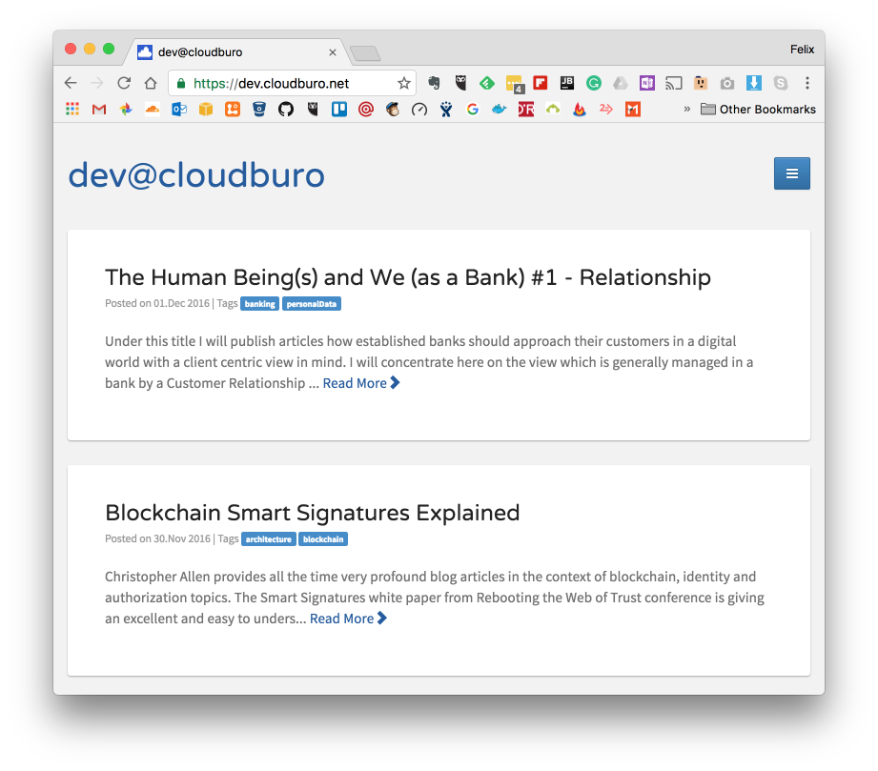 dev@cloudburo
Felix
https://dev.cloudburo.net
4
JB
G
S
G
» Other Bookmarks
dev@cloudburo
The Human Being(s) and We (as a Bank) #1 - Relationship
Posted on 01.Dec 2016 | Tags banking personalData
Under this title I will publish articles how established banks should approach their customers in a digital
world with a client centric view in mind. I will concentrate here on the view which is generally managed in a
bank by a Customer Relationship ... Read More
Blockchain Smart Signatures Explained
Posted on 30.Nov 2016 | Tags architecture blockchain
Christopher Allen provides all the time very profound blog articles in the context of blockchain, identity and
authorization topics. The Smart Signatures white paper from Rebooting the Web of Trust conference is giving
an excellent and easy to unders... Read More